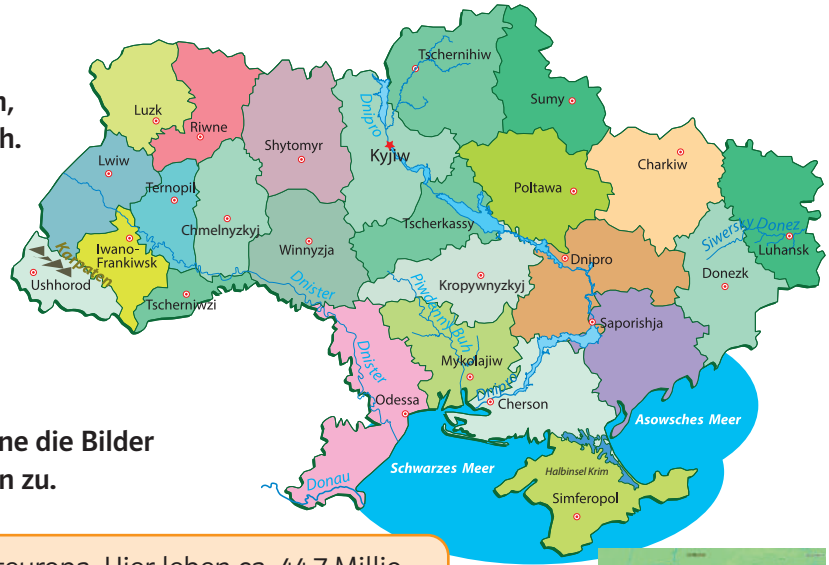 n,
h.
Tschernihiw
Sumy
Luzk
Riwne
Dnipro
Shytomyr
Kyjiw
Charkiw
Lwiw
Ternopil
Poltawa
Chmelnyzkyj
Tscherkassy
Siwersky Donez
Luhansk
Iwano-
Frankiwsk
Karpaten
Winnyzja
Dnipro
Donezk
Ushhorod
Dnister
Piwdenny Buh
Kropywnyzkyj
Tscherniwzi
Saporishja
Dnister
Mykolajiw
Dnipro
Odessa
Cherson
Asowsches Meer
ne die Bilder
n zu.
Schwarzes Meer
Halbinsel Krim
Donau
Simferopol
teuropa. Hier leben ca. 44,7 Millio-